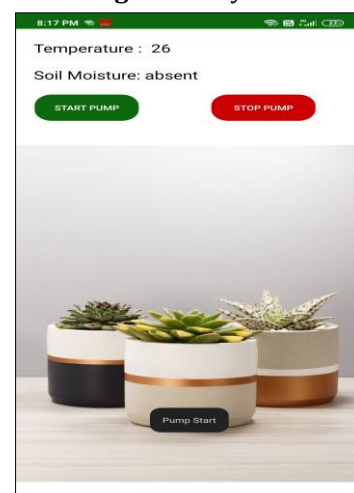 8:17 PM
Temperature : 26
Soil Moisture: absent
START PUMP STOP PUMP
Pump Start